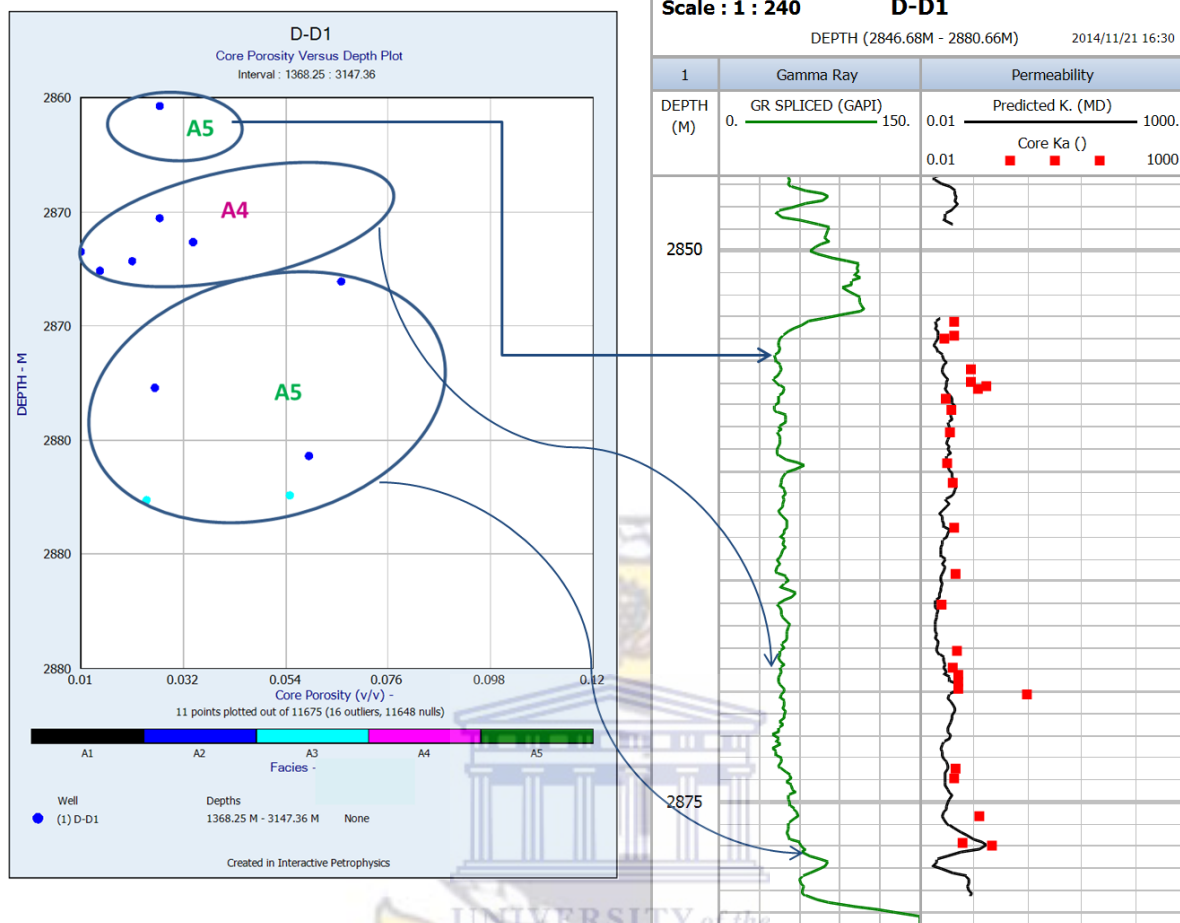 D-D1
Core Porosity Versus Depth Plot
Interval : 1368.25 : 3147.36
2860
2870
2870
2880
2880
2880
DEPTH - M
A5
A4
A5
0.01 0.032 0.054 0.076 0.098 0.12
Core Porosity (v/v) -
11 points plotted out of 11675 (16 outliers, 11648 nulls)
A1 A2 A3 A4 A5
Facies -
Well Depths
(1) D-D1 1368.25 M - 3147.36 M None
Created in Interactive Petrophysics
Scale : 1 : 240 D-D1
DEPTH (2846.68M - 2880.66M) 2014/11/21 16:30
1 Gamma Ray Permeability
DEPTH (M)
GR SPLICED (GAPI)
0. 150.
Predicted K. (MD)
0.01 1000.
Core Ka ()
0.01 1000
2850
2875
UNIVERSITY of the